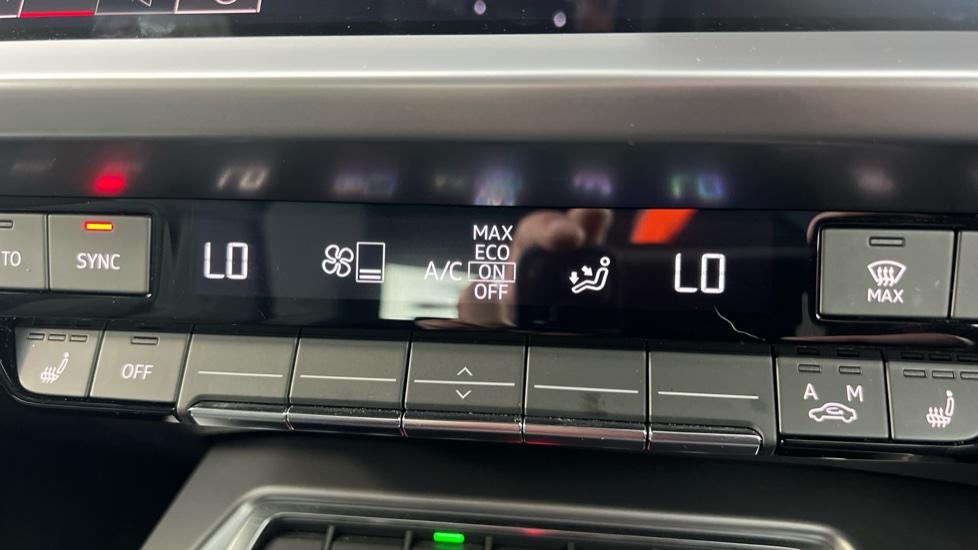 TO
SYNC
LO
MAX
ECO
A/C ON
OFF
LO
MAX
OFF
A M